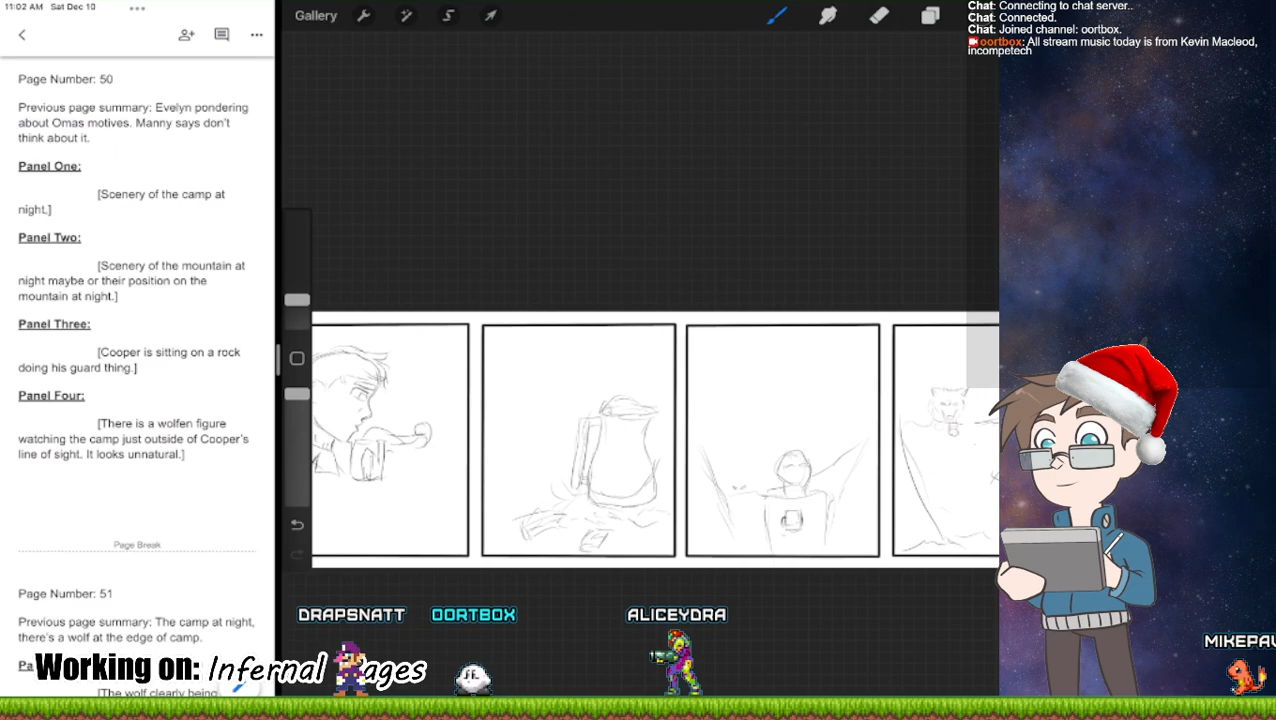 11:02 AM Sat Dec 10
Page Number: 50
Previous page summary: Evelyn pondering
about Omas motives. Manny says don't
think about it.
Panel One:
[Scenery of the camp at
night.]
Panel Two:
[Scenery of the mountain at
night maybe or their position on the
mountain at night.]
Panel Three:
[Cooper is sitting on a rock
doing his guard thing.]
Panel Four:
[There is a wolfen figure
watching the camp just outside of Cooper's
line of sight. It looks unnatural.]
Page Break
Page Number: 51
Previous page summary: The camp at night,
there's a wolf at the edge of camp.
Pa
[The wolf clearly being
Working on: Infernal ages
Gallery
Chat: Connecting to chat server..
Chat: Connected.
Chat: Joined channel: oortbox.
oortbox: All stream music today is from Kevin Macleod,
incompetech
DRAPSNATT
OORTBOX
ALICEYDRA
MIKEPAU